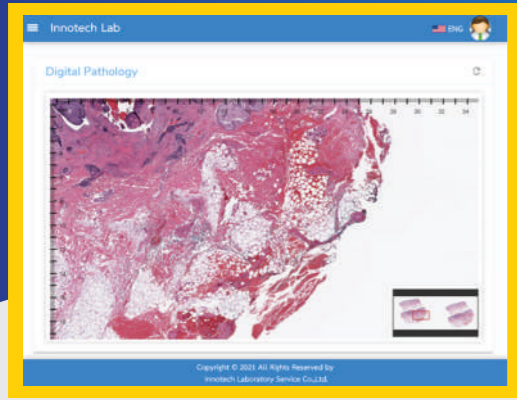 Innotech Lab
ENG
Digital Pathology
28 30 32 34
Copyright © 2021 All Rights Reserved by
Innotech Laboratory Service Co.,Ltd.